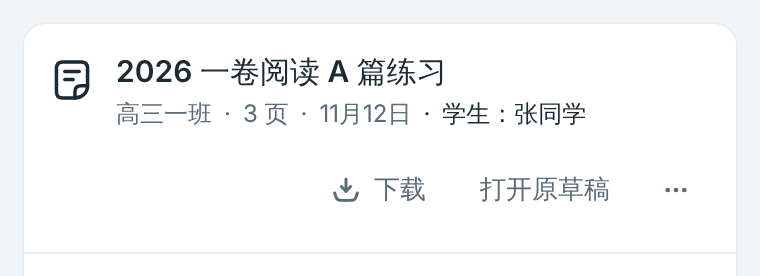 2026 一卷阅读 A 篇练习
高三一班 · 3 页 · 11月12日 · 学生：张同学
下载 打开原草稿 ···